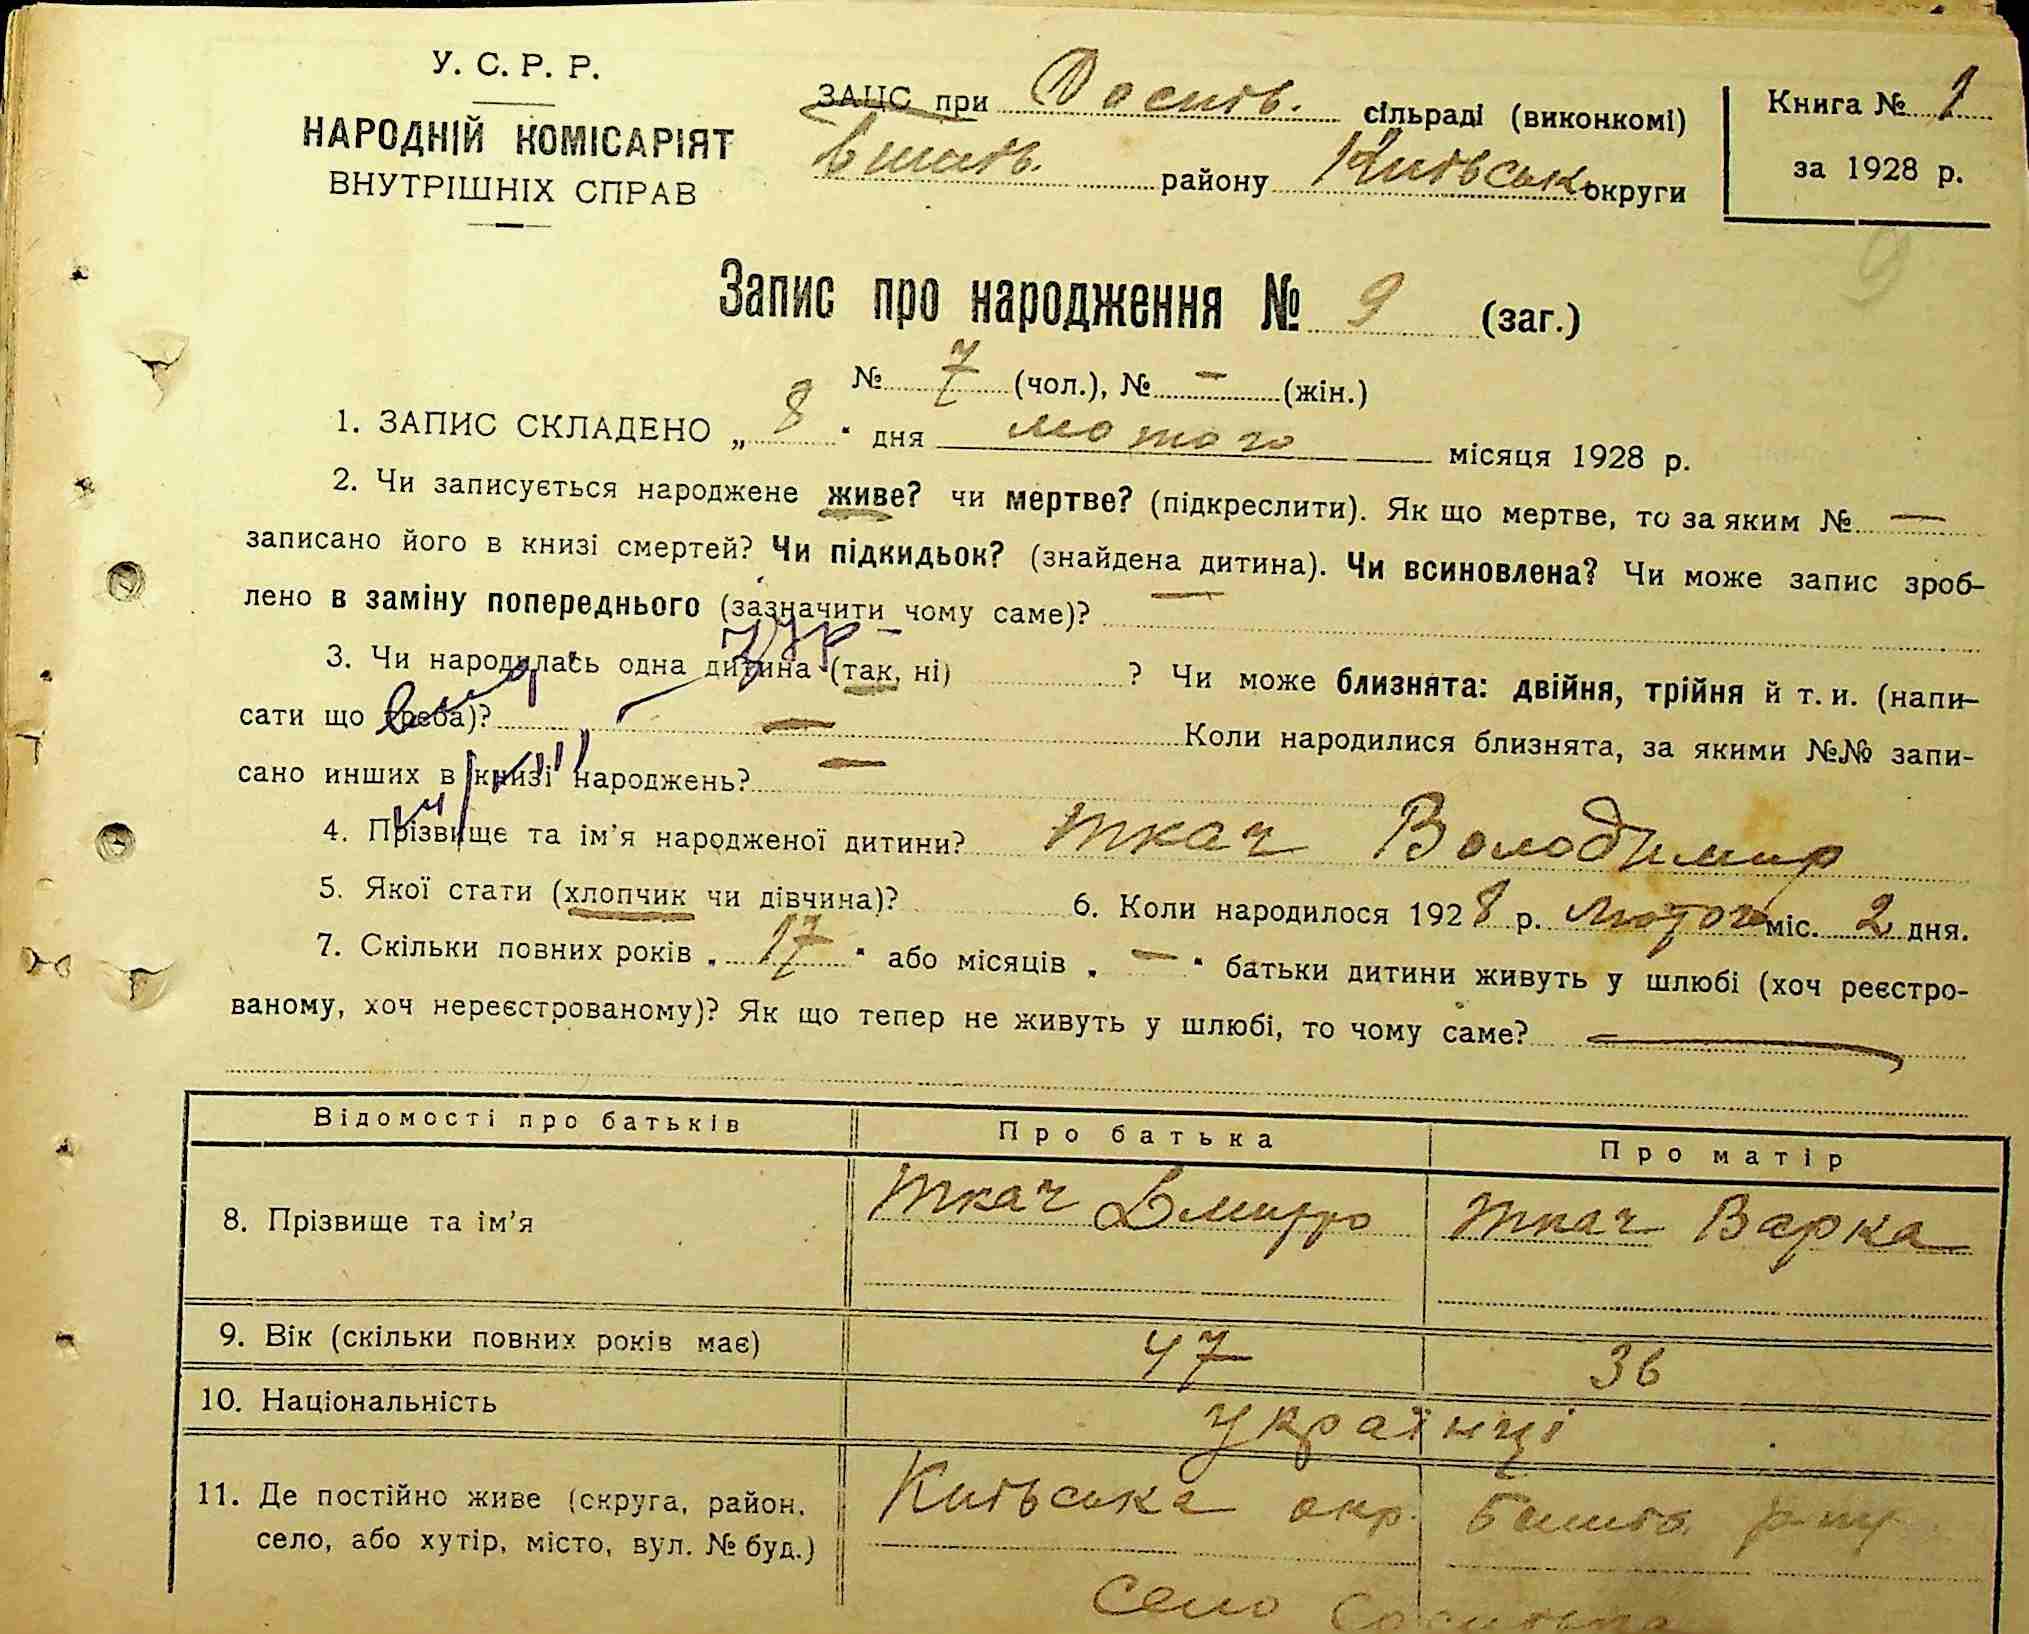 У. С. Р. Р.
НАРОДНІЙ КОМІСАРІЯТ
ВНУТРІШНІХ СПРАВ
ЗАЦС при сільраді (виконкомі)
району Київськ округи
Книга № 1
за 1928 р.
Запис про народження № 9 (заг.)
№ 7 (чол.), № — (жін.)
1. ЗАПИС СКЛАДЕНО „ 8 “ дня лютого місяця 1928 р.
2. Чи записується народжене живе? чи мертве? (підкреслити). Як що мертве, то за яким № —
записано його в книзі смертей? Чи підкидьок? (знайдена дитина). Чи всиновлена? Чи може запис зроб-
лено в заміну попереднього (зазначити чому саме)? —
3. Чи народилась одна дитина (так, ні) ? Чи може близнята: двійня, трійня й т. и. (напи-
сати що треба)? — Коли народилися близнята, за якими №№ запи-
сано инших в книзі народжень? —
4. Прізвище та ім'я народженої дитини? Ткач Володимир
5. Якої стати (хлопчик чи дівчина)? 6. Коли народилося 1928 р. лютого міс. 2 дня.
7. Скільки повних років „ 17 “ або місяців „ — “ батьки дитини живуть у шлюбі (хоч реєстро-
ваному, хоч нереєстрованому)? Як що тепер не живуть у шлюбі, то чому саме? —
Відомості про батьків Про батька Про матір
8. Прізвище та ім'я Ткач Дмитро Ткач Варка
9. Вік (скільки повних років має) 47 36
10. Національність українці
11. Де постійно живе (округа, район,
село, або хутір, місто, вул. № буд.)
Київська окр.
село